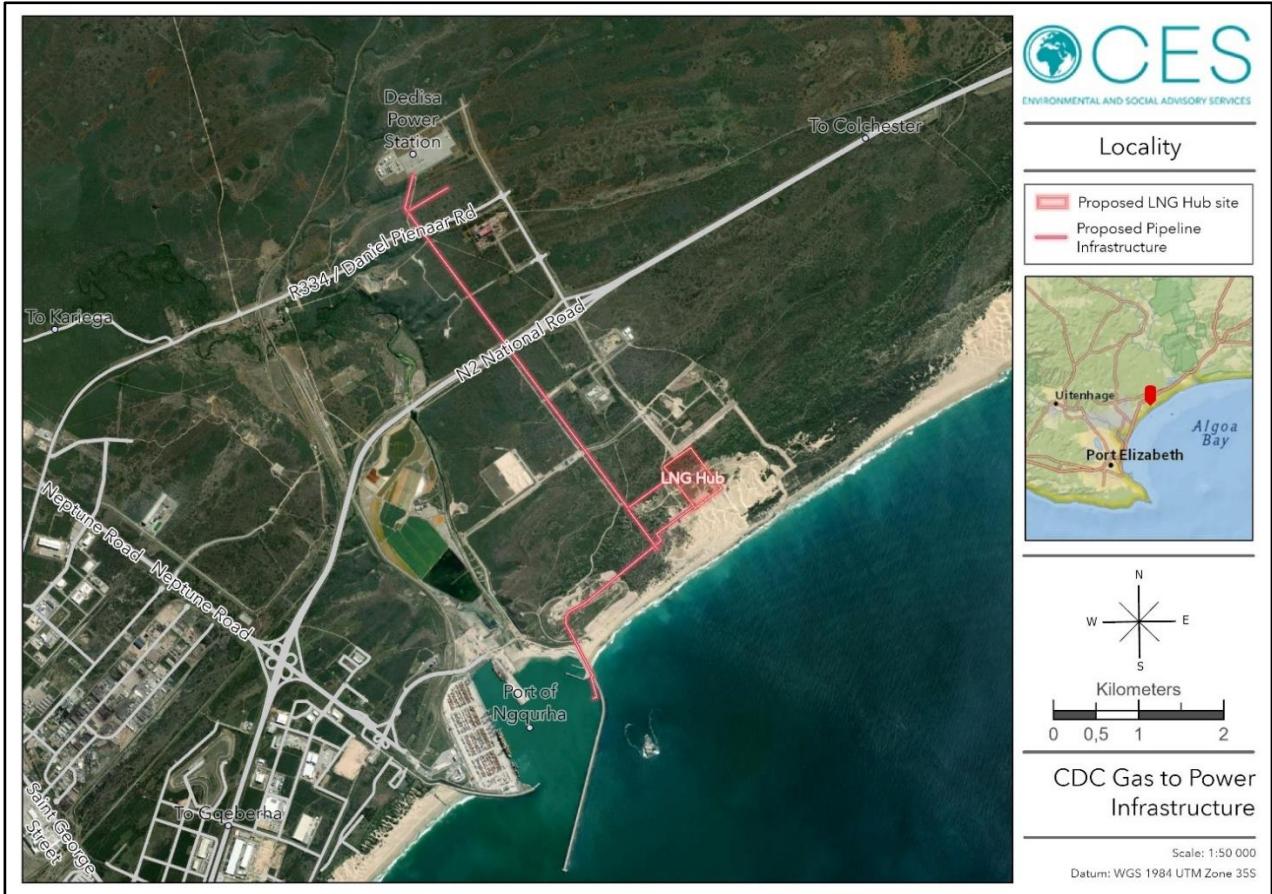 Dedisa
Power
Station
To Colchester
R334 / Daniel Pienaar Rd
To Kariega
N2 National Road
LNG Hub
Neptune Road
Neptune Road
Port of
Ngqurha
To Gqeberha
Saint George
Street
CES
ENVIRONMENTAL AND SOCIAL ADVISORY SERVICES
Locality
Proposed LNG Hub site
Proposed Pipeline
Infrastructure
Uitenhage
Algoa
Bay
Port Elizabeth
N
W
E
S
Kilometers
0 0,5 1 2
CDC Gas to Power
Infrastructure
Scale: 1:50 000
Datum: WGS 1984 UTM Zone 35S